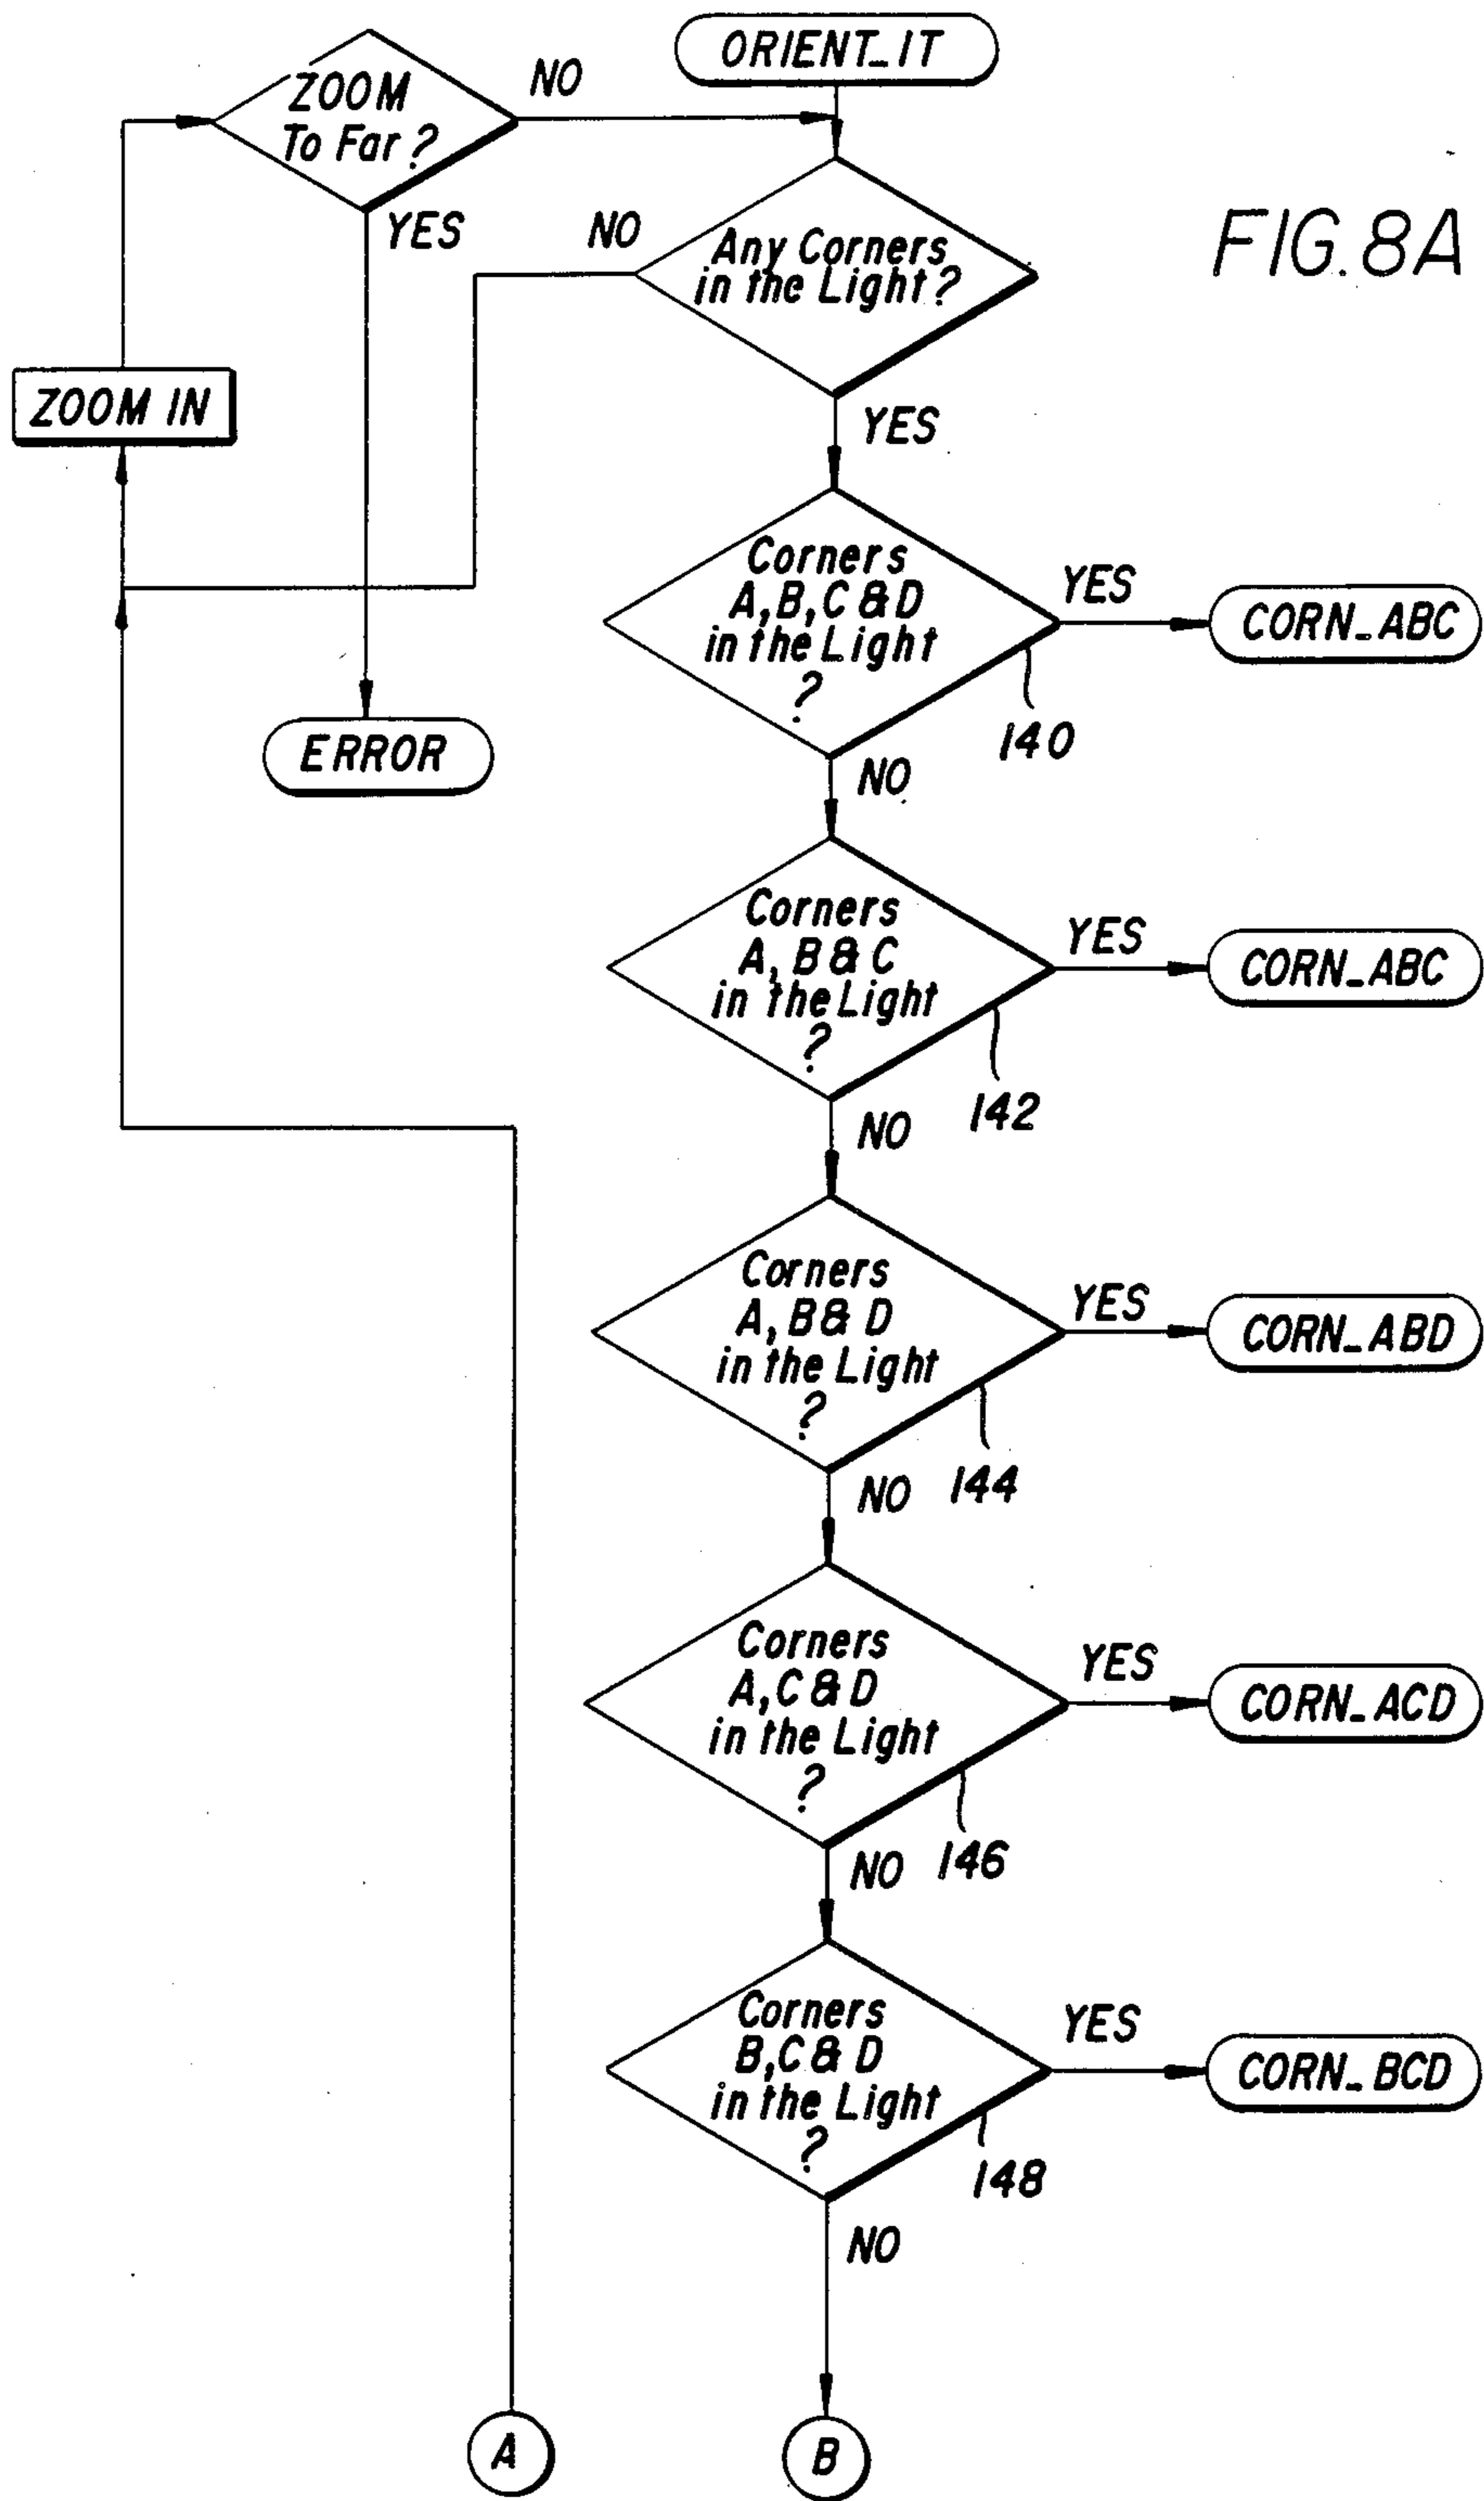 ORIENT_IT
ZOOM
To Far?
NO
YES
FIG. 8A
NO
Any Corners
in the Light?
YES
ZOOM IN
ERROR
Corners
A, B, C & D
in the Light
?
YES
CORN_ABC
140
NO
Corners
A, B & C
in the Light
?
YES
CORN_ABC
142
NO
Corners
A, B & D
in the Light
?
YES
CORN_ABD
144
NO
Corners
A, C & D
in the Light
?
YES
CORN_ACD
146
NO
Corners
B, C & D
in the Light
?
YES
CORN_BCD
148
NO
A
B